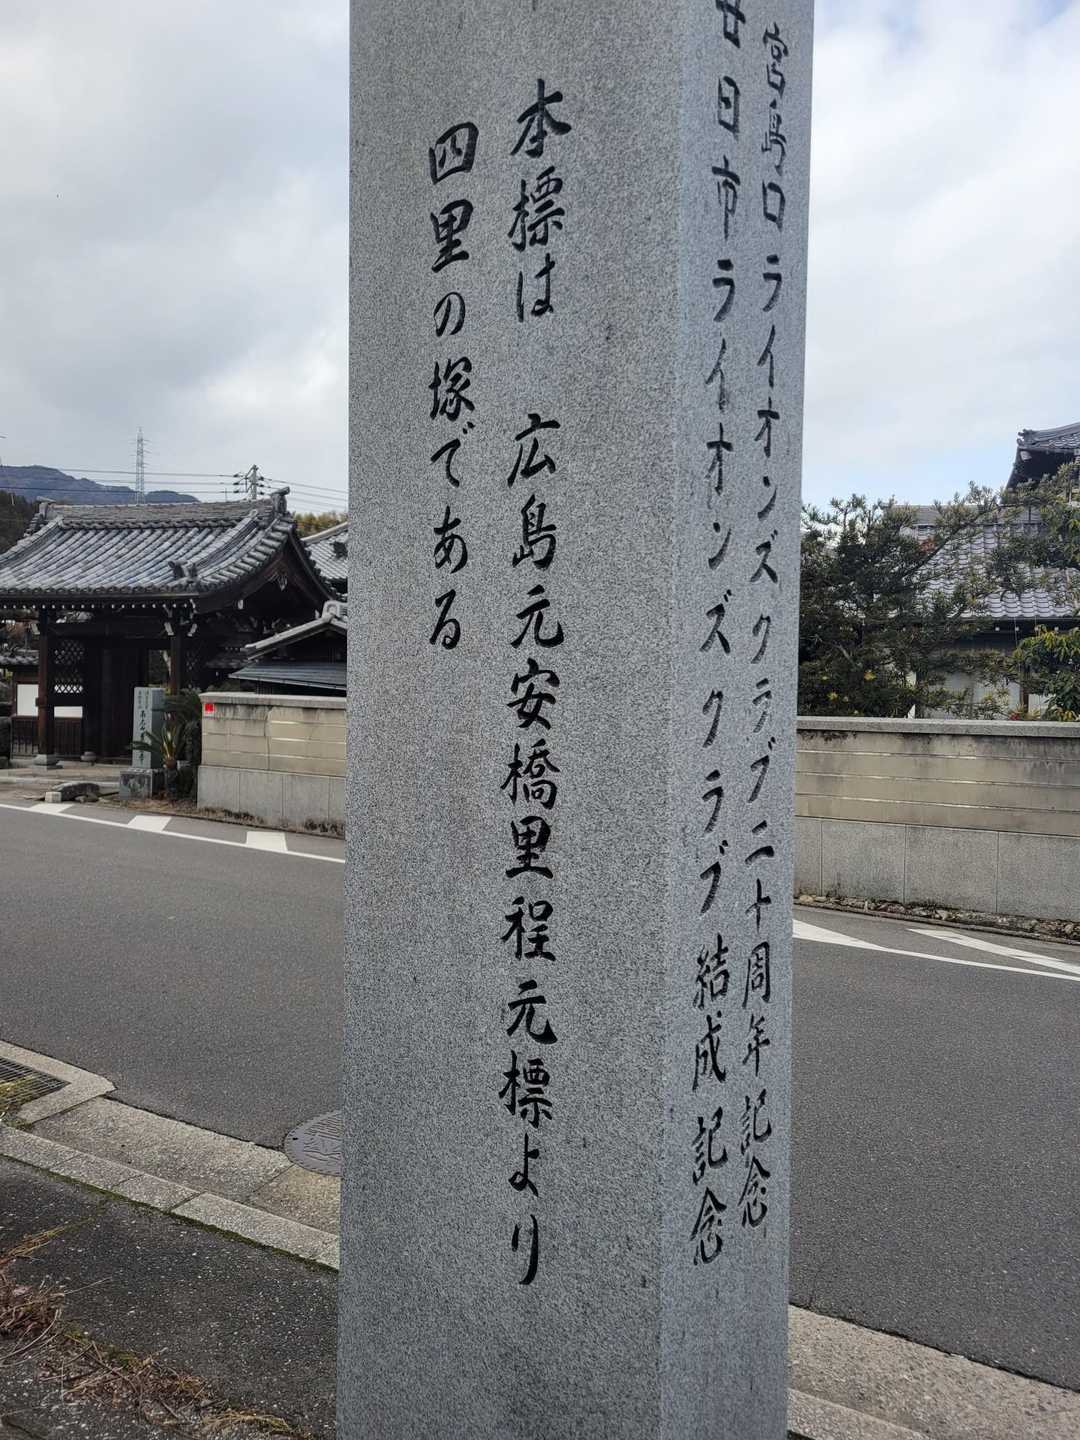 宮島口ライオンズクラブ二十周年記念
廿日市ライオンズクラブ結成記念
本標は 広島元安橋里程元標より
四里の塚である